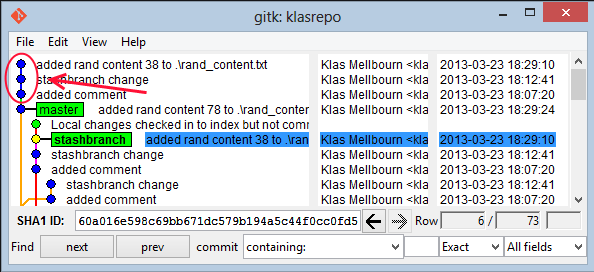 gitk: klasrepo
File Edit View Help
added rand content 38 to .\rand_content.txt Klas Mellbourn <kla 2013-03-23 18:29:10
stashbranch change Klas Mellbourn <kla 2013-03-23 18:12:41
added comment Klas Mellbourn <kla 2013-03-23 18:07:20
master added rand content 78 to .\rand_conte Klas Mellbourn <kla 2013-03-23 18:29:24
Local changes checked in to index but not comm
stashbranch added rand content 38 to .\ran Klas Mellbourn <kla 2013-03-23 18:29:10
stashbranch change Klas Mellbourn <kla 2013-03-23 18:12:41
added comment Klas Mellbourn <kla 2013-03-23 18:07:20
stashbranch change Klas Mellbourn <kla 2013-03-23 18:12:41
added comment Klas Mellbourn <kla 2013-03-23 18:07:20
SHA1 ID: 60a016e598c69bb671dc579b194a5c44f0cc0fd5 Row 6 / 73
Find next prev commit containing: Exact All fields